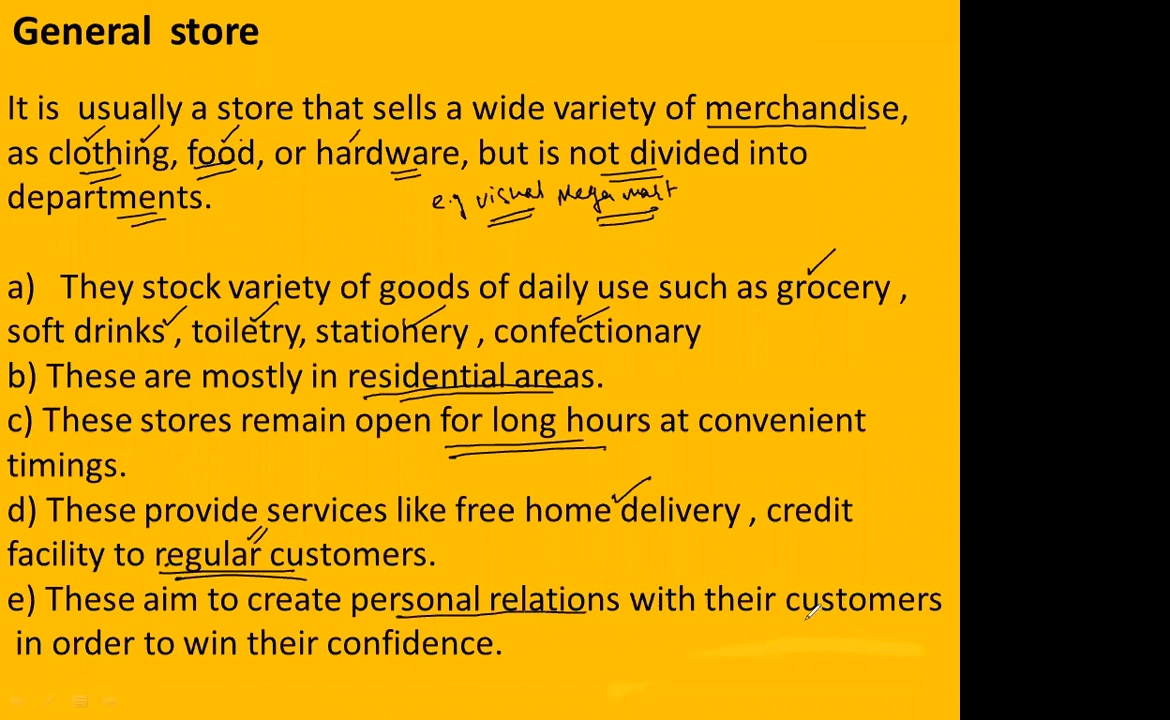 General store
It is usually a store that sells a wide variety of merchandise,
as clothing, food, or hardware, but is not divided into
departments.
e.g visual Mega mart
a) They stock variety of goods of daily use such as grocery ,
soft drinks , toiletry, stationery , confectionary
b) These are mostly in residential areas.
c) These stores remain open for long hours at convenient
timings.
d) These provide services like free home delivery , credit
facility to regular customers.
e) These aim to create personal relations with their customers
in order to win their confidence.